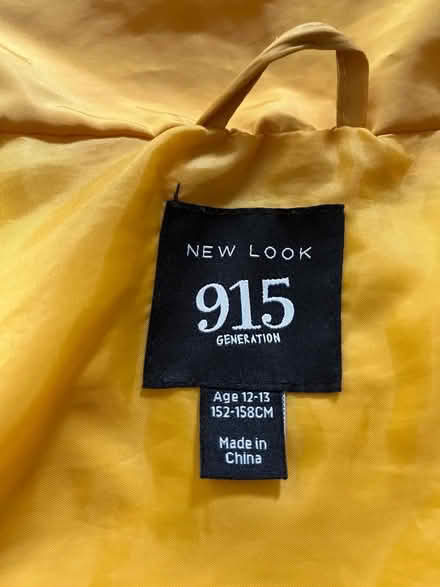 NEW LOOK
915
GENERATION
Age 12-13
152-158CM
Made in
China